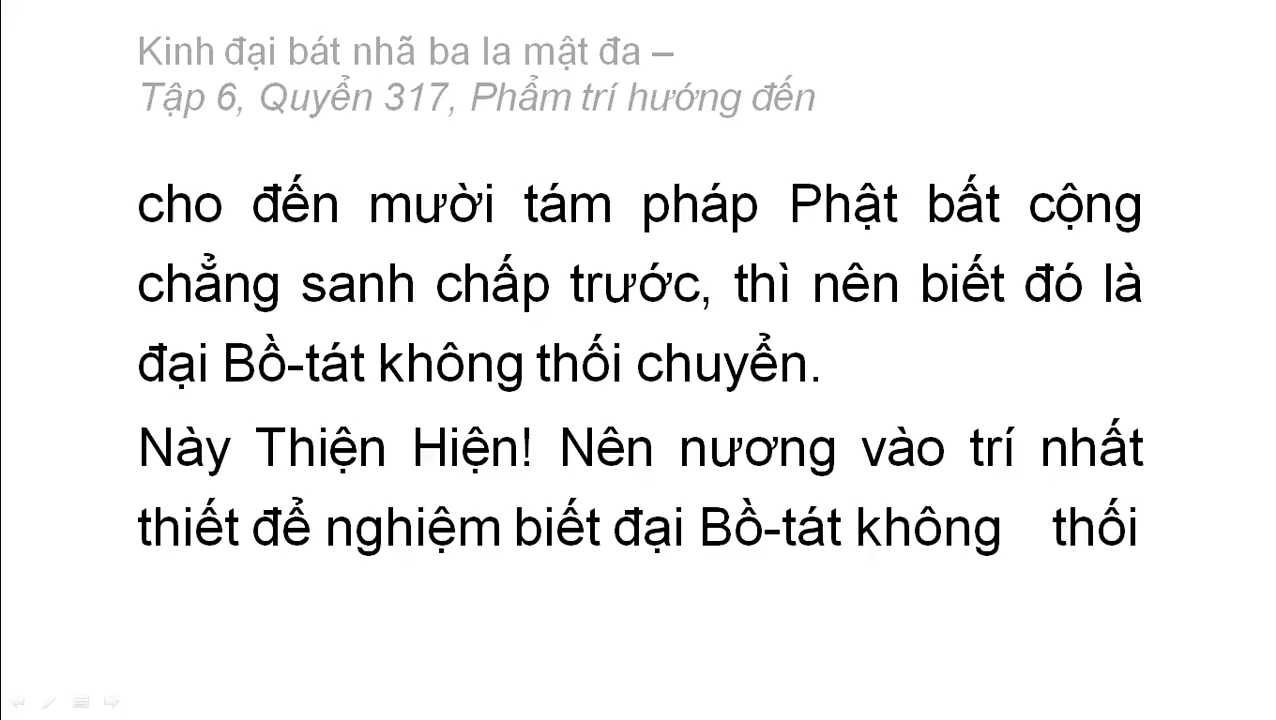 Kinh đại bát nhã ba la mật đa –
Tập 6, Quyển 317, Phẩm trí hướng đến
cho đến mười tám pháp Phật bất cộng
chẳng sanh chấp trước, thì nên biết đó là
đại Bồ-tát không thối chuyển.
Này Thiện Hiện! Nên nương vào trí nhất
thiết để nghiệm biết đại Bồ-tát không thối